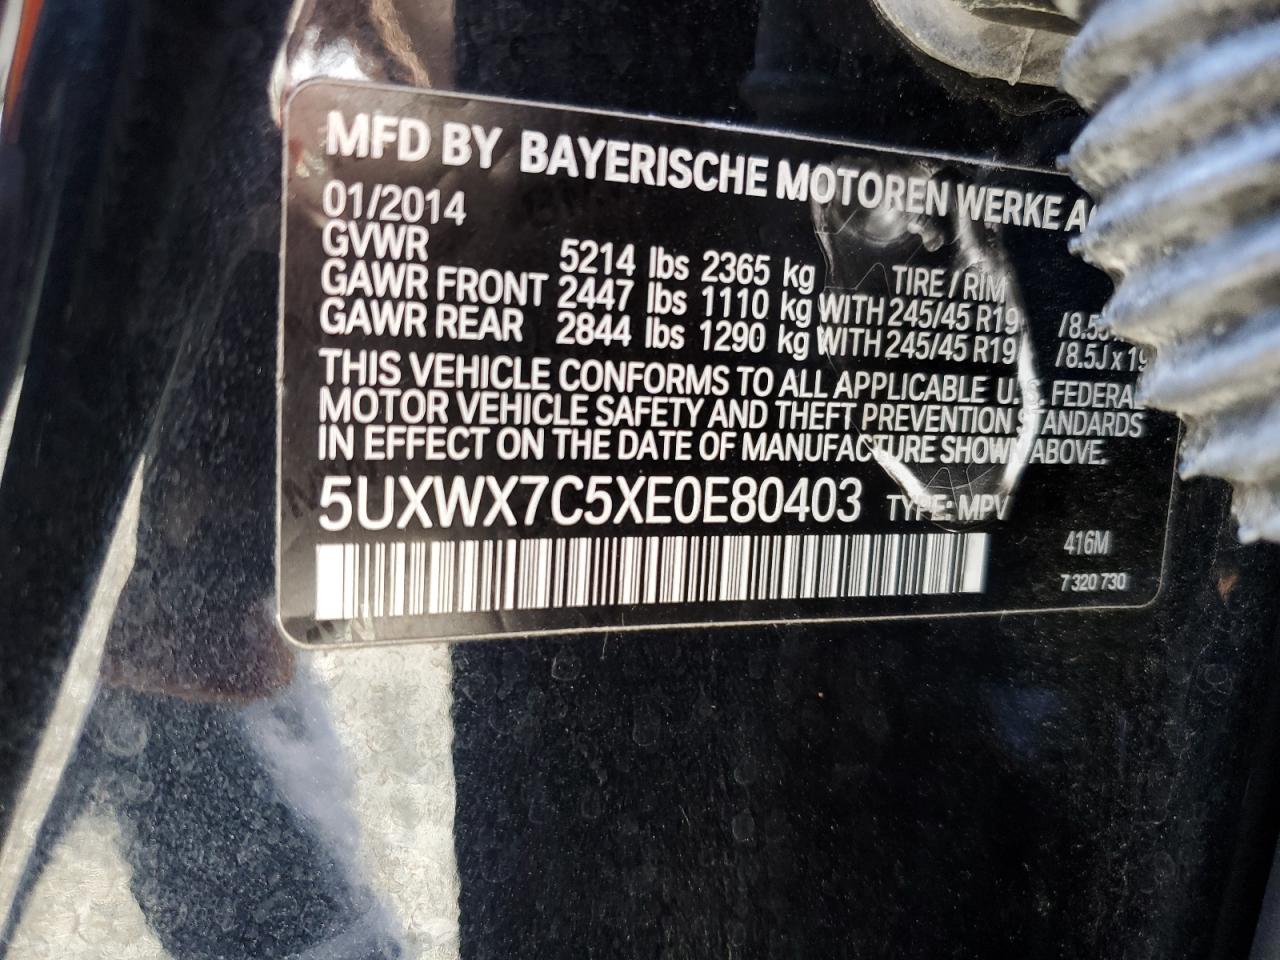 MFD BY BAYERISCHE MOTOREN WERKE
01/2014
GVWR 5214 lbs 2365 kg TIRE / RIM
GAWR FRONT 2447 lbs 1110 kg WITH 245/45 R19
GAWR REAR 2844 lbs 1290 kg WITH 245/45 R19 /8.5J x 19
THIS VEHICLE CONFORMS TO ALL APPLICABLE U.S. FEDERAL
MOTOR VEHICLE SAFETY AND THEFT PREVENTION STANDARDS
IN EFFECT ON THE DATE OF MANUFACTURE SHOWN ABOVE.
5UXWX7C5XE0E80403 TYPE: MPV
416M
7 320 730